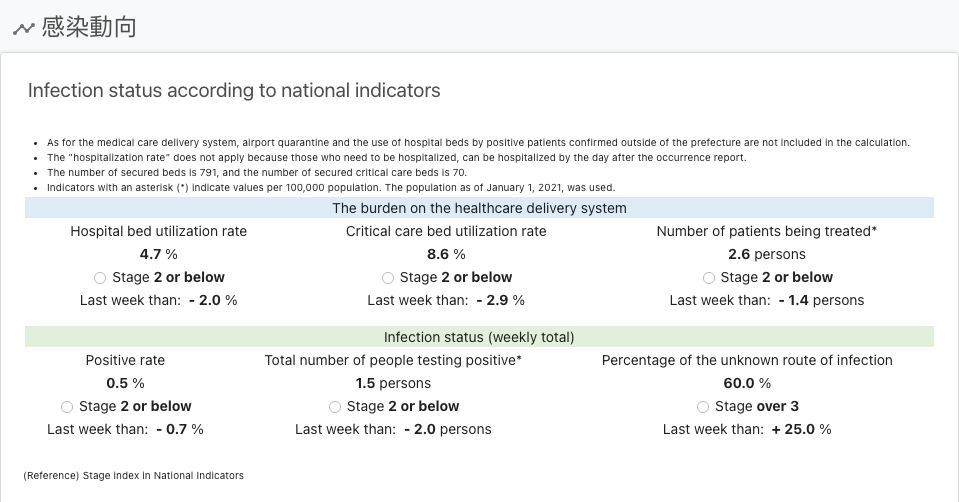 感染動向
Infection status according to national indicators
• As for the medical care delivery system, airport quarantine and the use of hospital beds by positive patients confirmed outside of the prefecture are not included in the calculation.
• The "hospitalization rate" does not apply because those who need to be hospitalized, can be hospitalized by the day after the occurrence report.
• The number of secured beds is 791, and the number of secured critical care beds is 70.
• Indicators with an asterisk (*) indicate values per 100,000 population. The population as of January 1, 2021, was used.
The burden on the healthcare delivery system
Hospital bed utilization rate Critical care bed utilization rate Number of patients being treated*
4.7 % 8.6 % 2.6 persons
Stage 2 or below Stage 2 or below Stage 2 or below
Last week than: - 2.0 % Last week than: - 2.9 % Last week than: - 1.4 persons
Infection status (weekly total)
Positive rate Total number of people testing positive* Percentage of the unknown route of infection
0.5 % 1.5 persons 60.0 %
Stage 2 or below Stage 2 or below Stage over 3
Last week than: - 0.7 % Last week than: - 2.0 persons Last week than: + 25.0 %
(Reference) Stage index in National Indicators